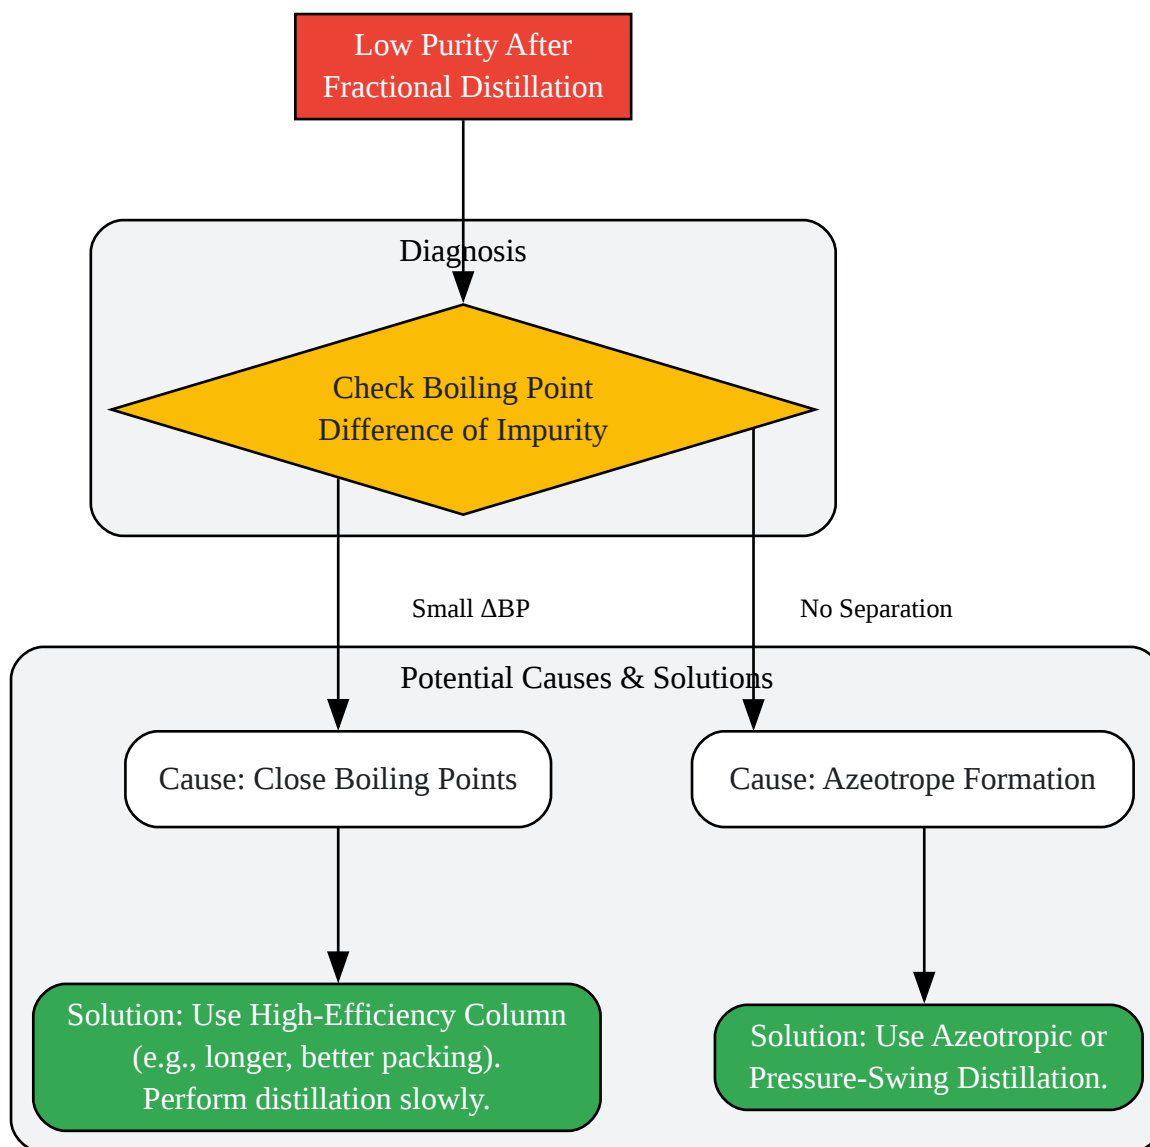 Low Purity After
Fractional Distillation
Diagnosis
Check Boiling Point
Difference of Impurity
Small ΔBP
No Separation
Potential Causes & Solutions
Cause: Close Boiling Points
Cause: Azeotrope Formation
Solution: Use High-Efficiency Column
(e.g., longer, better packing).
Perform distillation slowly.
Solution: Use Azeotropic or
Pressure-Swing Distillation.